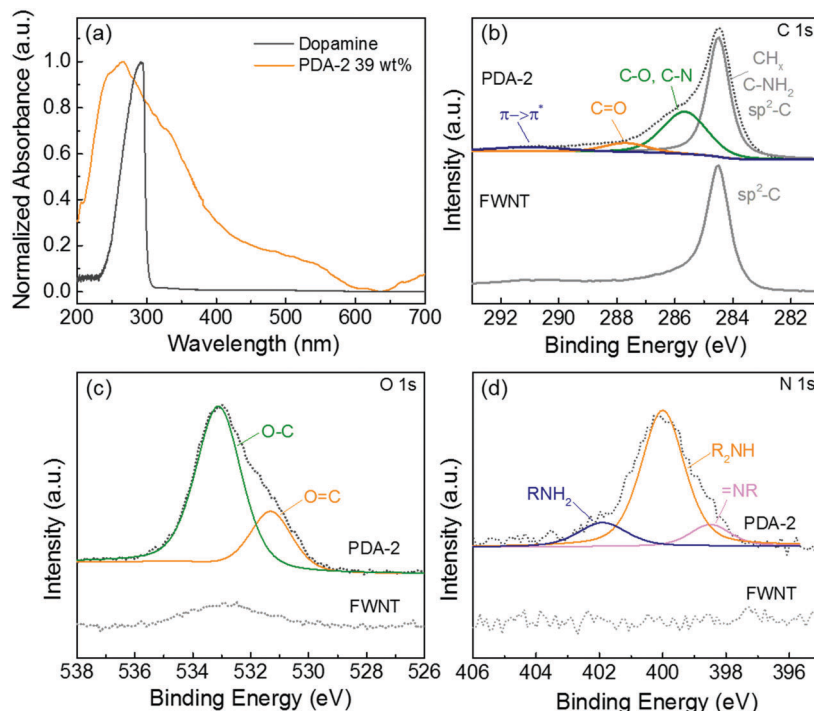 (a)
Dopamine
PDA-2 39 wt%
1.0
0.8
0.6
0.4
0.2
0.0
Normalized Absorbance (a.u.)
200 300 400 500 600 700
Wavelength (nm)
(b)
C 1s
PDA-2
C-O, C-N
CHₓ
C-NH₂
sp²-C
π->π*
C=O
FWNT
sp²-C
Intensity (a.u.)
292 290 288 286 284 282
Binding Energy (eV)
(c)
O 1s
O-C
O=C
PDA-2
FWNT
Intensity (a.u.)
538 536 534 532 530 528 526
Binding Energy (eV)
(d)
N 1s
R₂NH
RNH₂
=NR
PDA-2
FWNT
Intensity (a.u.)
406 404 402 400 398 396
Binding Energy (eV)